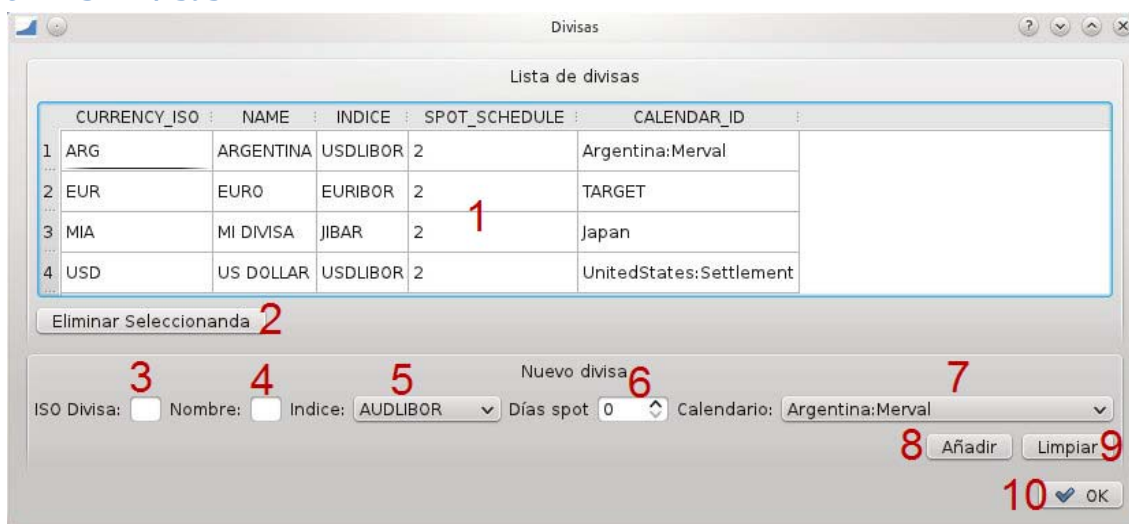 Divisas
Lista de divisas
CURRENCY_ISO NAME INDICE SPOT_SCHEDULE CALENDAR_ID
1 ARG ARGENTINA USDLIBOR 2 Argentina:Merval
2 EUR EURO EURIBOR 2 TARGET
1
3 MIA MI DIVISA JIBAR 2 Japan
4 USD US DOLLAR USDLIBOR 2 UnitedStates:Settlement
Eliminar Seleccionanda 2
Nuevo divisa
3 4 5 6 7
ISO Divisa: Nombre: Indice: AUDLIBOR Días spot 0 Calendario: Argentina:Merval
8 Añadir Limpiar 9
10 OK